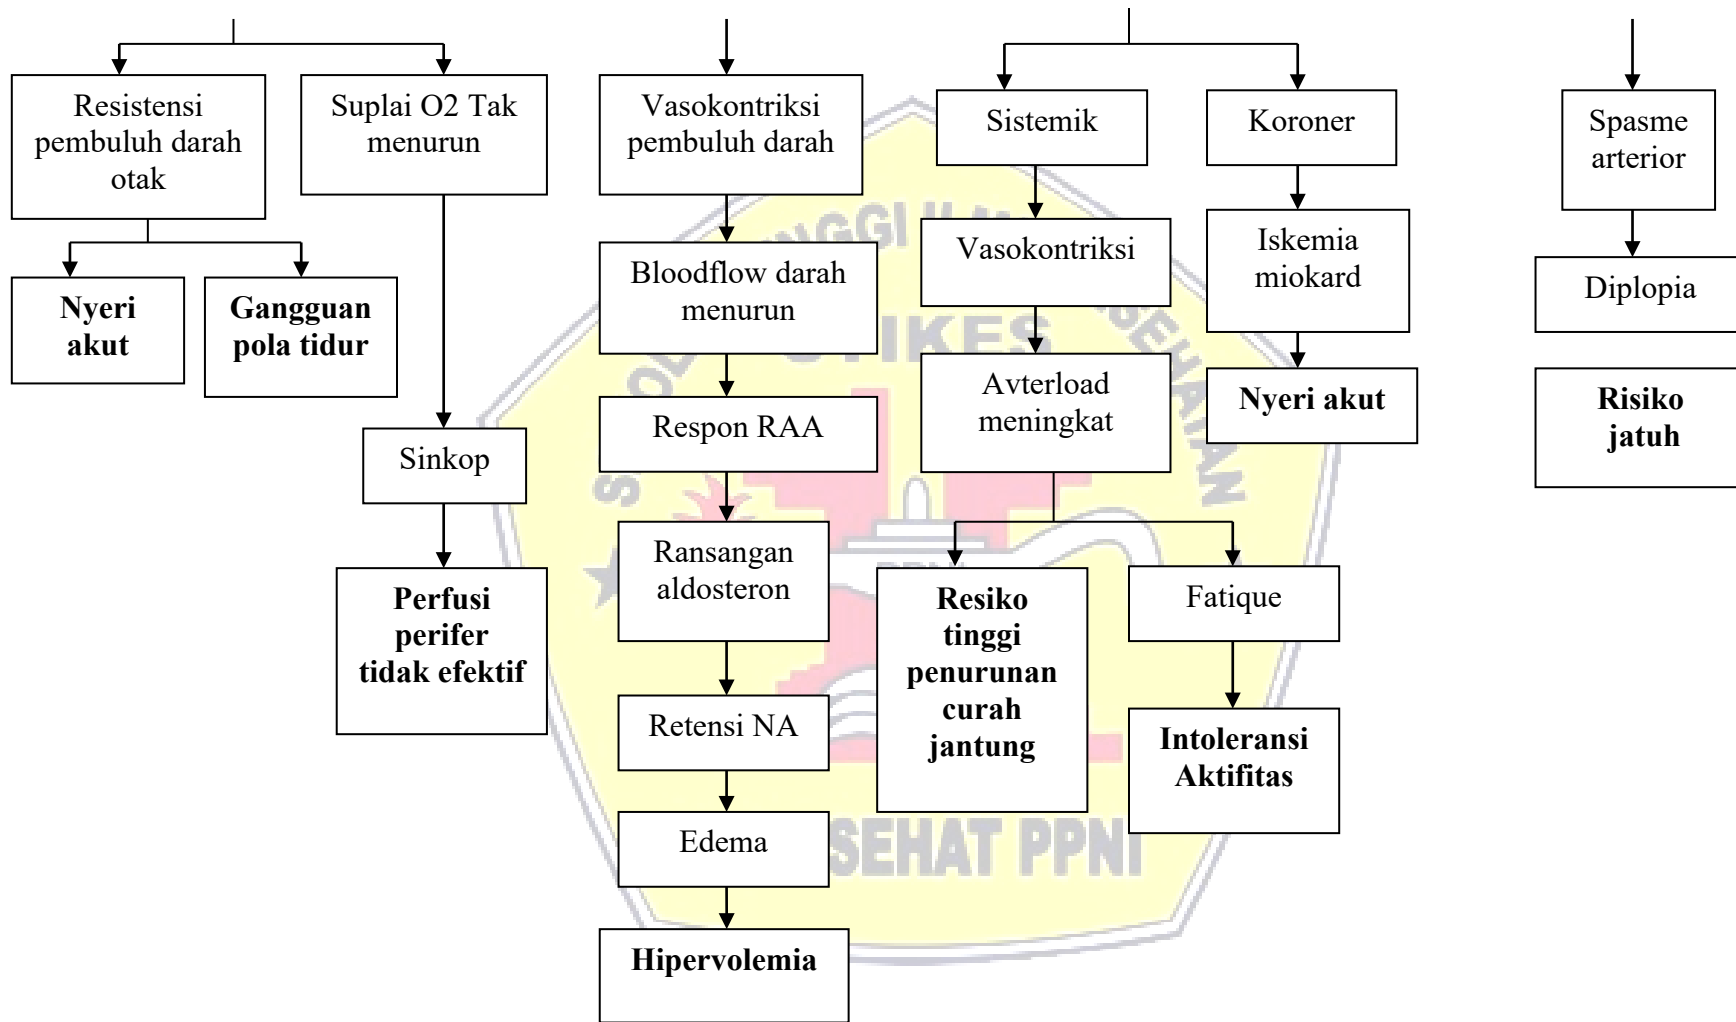 Resistensi
pembuluh darah
otak
Suplai O2 Tak
menurun
Vasokontriksi
pembuluh darah
Sistemik
Koroner
Spasme
arterior
Nyeri
akut
Gangguan
pola tidur
Bloodflow darah
menurun
Vasokontriksi
Iskemia
miokard
Diplopia
Sinkop
Respon RAA
Avterload
meningkat
Nyeri akut
Risiko
jatuh
Perfusi
perifer
tidak efektif
Ransangan
aldosteron
Resiko
tinggi
penurunan
curah
jantung
Fatique
Retensi NA
Intoleransi
Aktifitas
Edema
Hipervolemia
STIKES
SEHAT PPNI